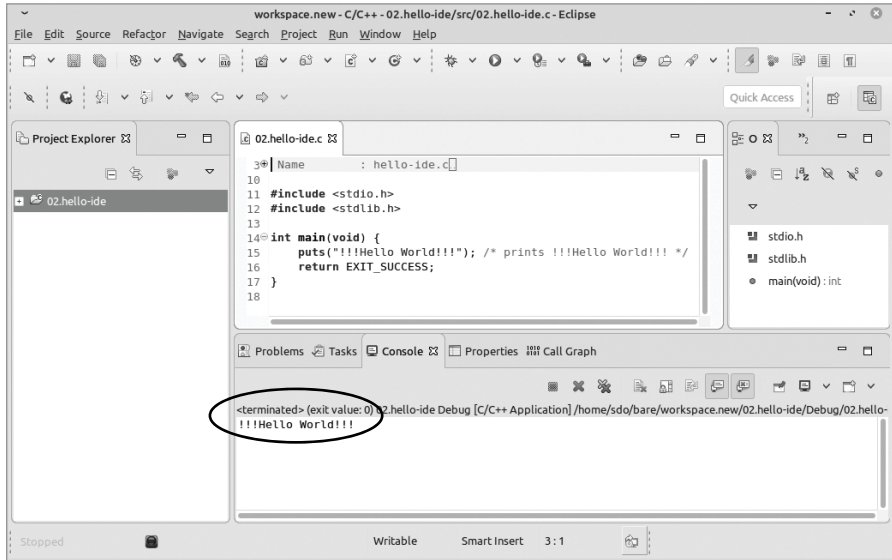 workspace.new - C/C++ - 02.hello-ide/src/02.hello-ide.c - Eclipse
File Edit Source Refactor Navigate Search Project Run Window Help
Quick Access
Project Explorer
02.hello-ide
02.hello-ide.c
3 Name : hello-ide.c
10
11 #include <stdio.h>
12 #include <stdlib.h>
13
14 int main(void) {
15 puts("!!!Hello World!!!"); /* prints !!!Hello World!!! */
16 return EXIT_SUCCESS;
17 }
18
O
2
stdio.h
stdlib.h
main(void) : int
Problems Tasks Console Properties Call Graph
<terminated> (exit value: 0) 02.hello-ide Debug [C/C++ Application] /home/sdo/bare/workspace.new/02.hello-ide/Debug/02.hello-
!!!Hello World!!!
Stopped Writable Smart Insert 3 : 1